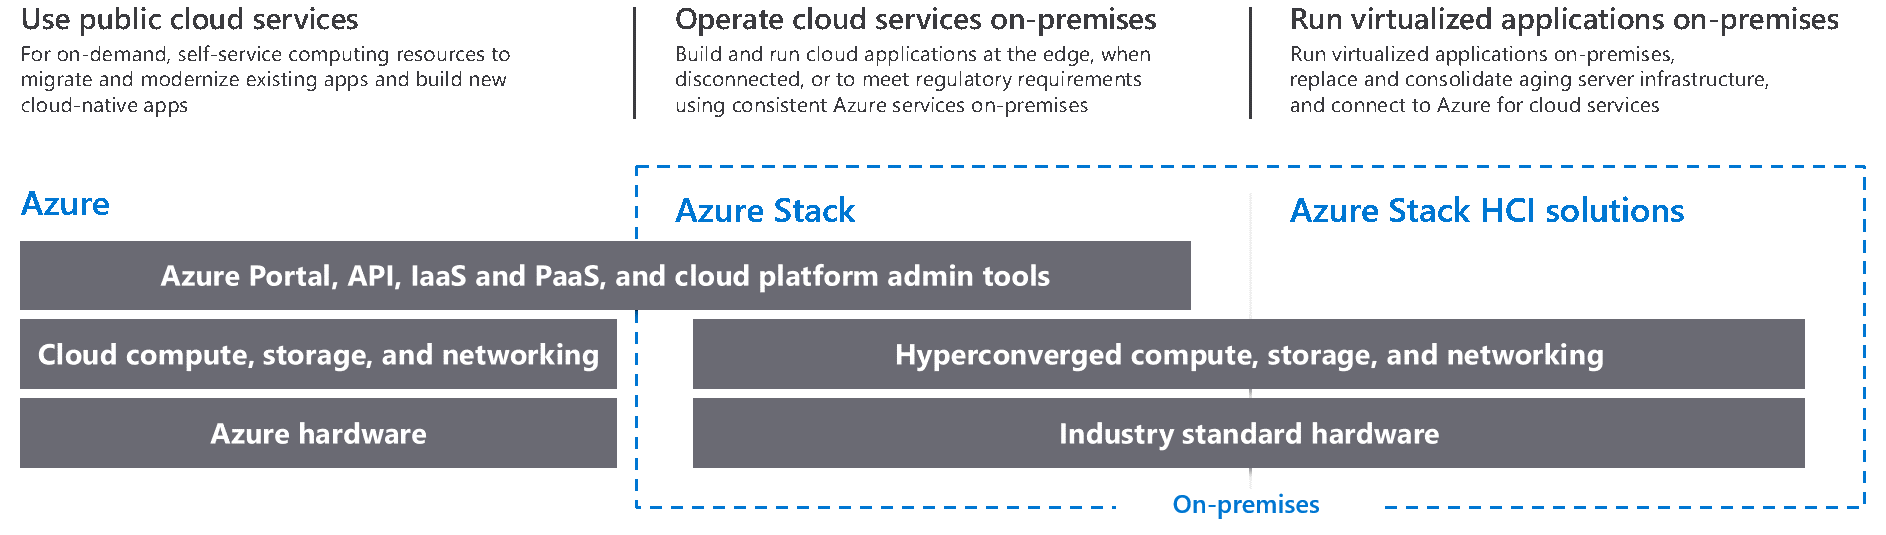 Use public cloud services
For on-demand, self-service computing resources to
migrate and modernize existing apps and build new
cloud-native apps
Operate cloud services on-premises
Build and run cloud applications at the edge, when
disconnected, or to meet regulatory requirements
using consistent Azure services on-premises
Run virtualized applications on-premises
Run virtualized applications on-premises,
replace and consolidate aging server infrastructure,
and connect to Azure for cloud services
Azure
Azure Stack
Azure Stack HCI solutions
Azure Portal, API, IaaS and PaaS, and cloud platform admin tools
Cloud compute, storage, and networking
Hyperconverged compute, storage, and networking
Azure hardware
Industry standard hardware
On-premises